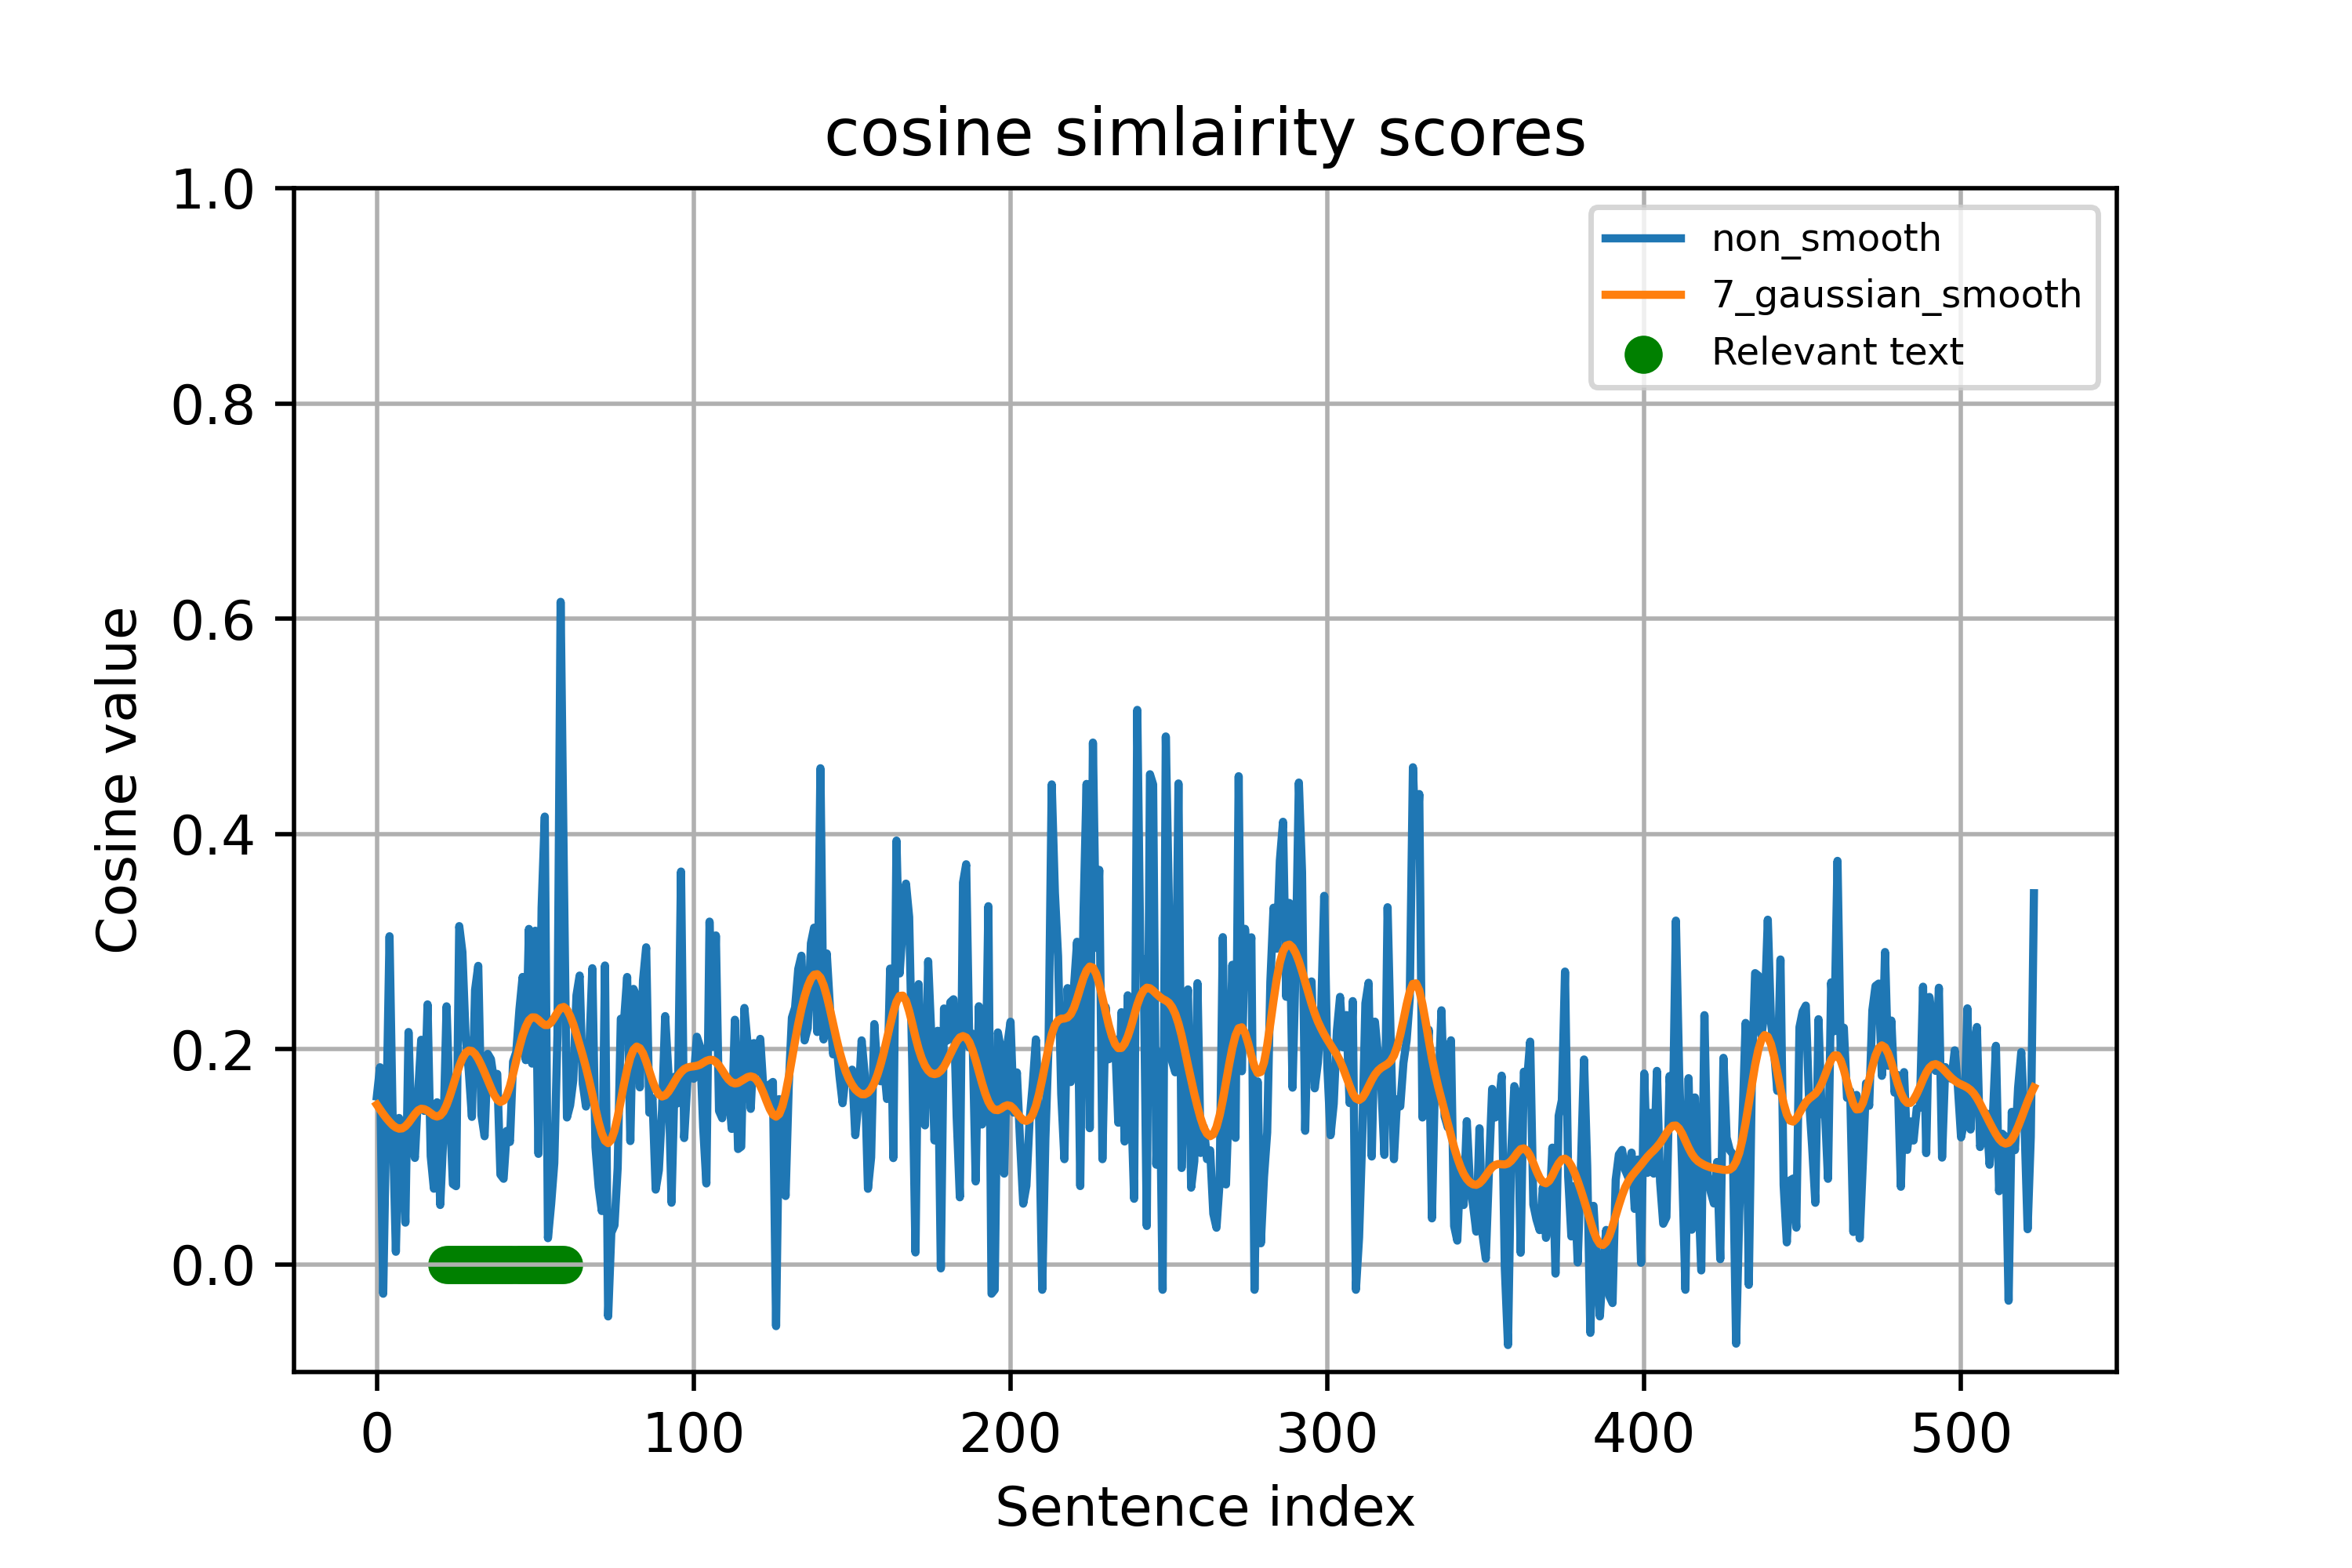 cosine simlairity scores
1.0
0.8
0.6
0.4
0.2
0.0
Cosine value
non_smooth
7_gaussian_smooth
Relevant text
0 100 200 300 400 500
Sentence index